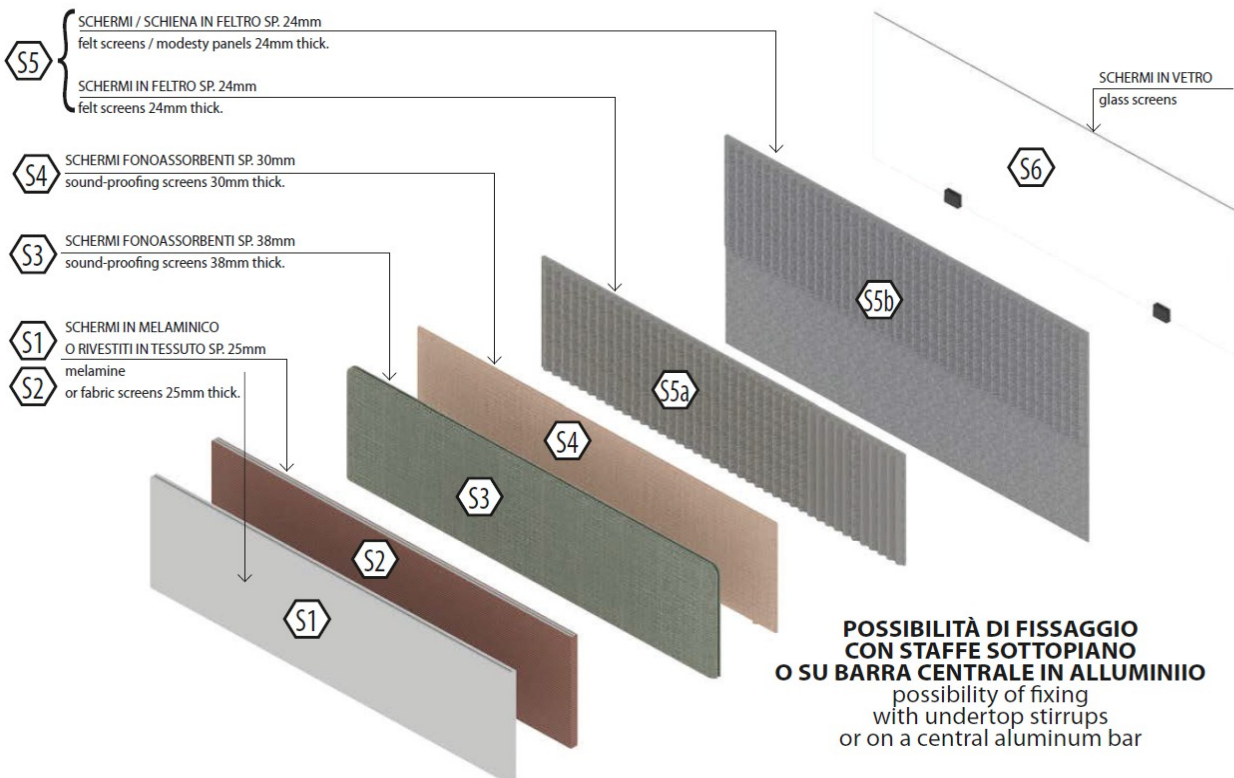 S5
SCHERMI / SCHIENA IN FELTRO SP. 24mm
felt screens / modesty panels 24mm thick.
SCHERMI IN FELTRO SP. 24mm
felt screens 24mm thick.
S4
SCHERMI FONOASSORBENTI SP. 30mm
sound-proofing screens 30mm thick.
S3
SCHERMI FONOASSORBENTI SP. 38mm
sound-proofing screens 38mm thick.
S1
S2
SCHERMI IN MELAMINICO
O RIVESTITI IN TESSUTO SP. 25mm
melamine
or fabric screens 25mm thick.
SCHERMI IN VETRO
glass screens
S6
S5b
S5a
S4
S3
S2
S1
POSSIBILITÀ DI FISSAGGIO
CON STAFFE SOTTOPIANO
O SU BARRA CENTRALE IN ALLUMINIIO
possibility of fixing
with undertop stirrups
or on a central aluminum bar